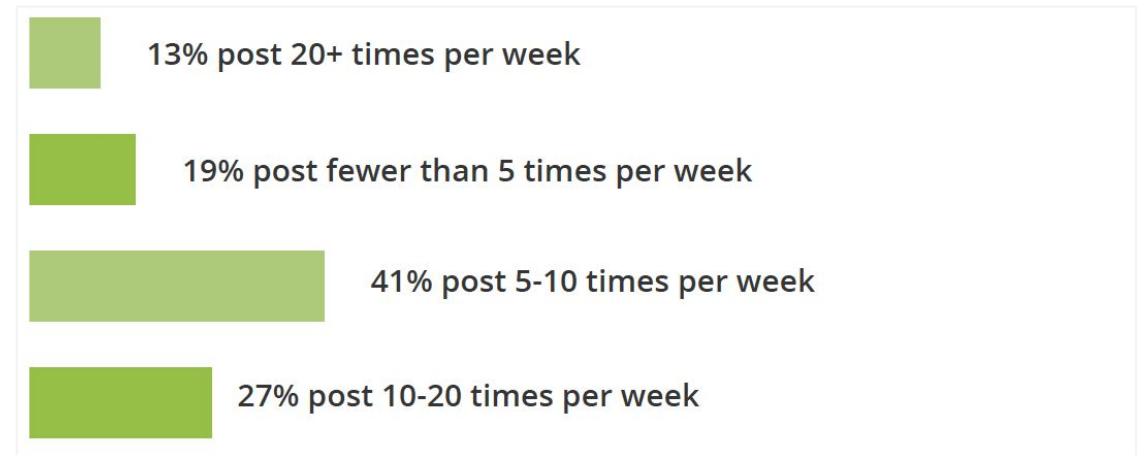 13% post 20+ times per week
19% post fewer than 5 times per week
41% post 5-10 times per week
27% post 10-20 times per week